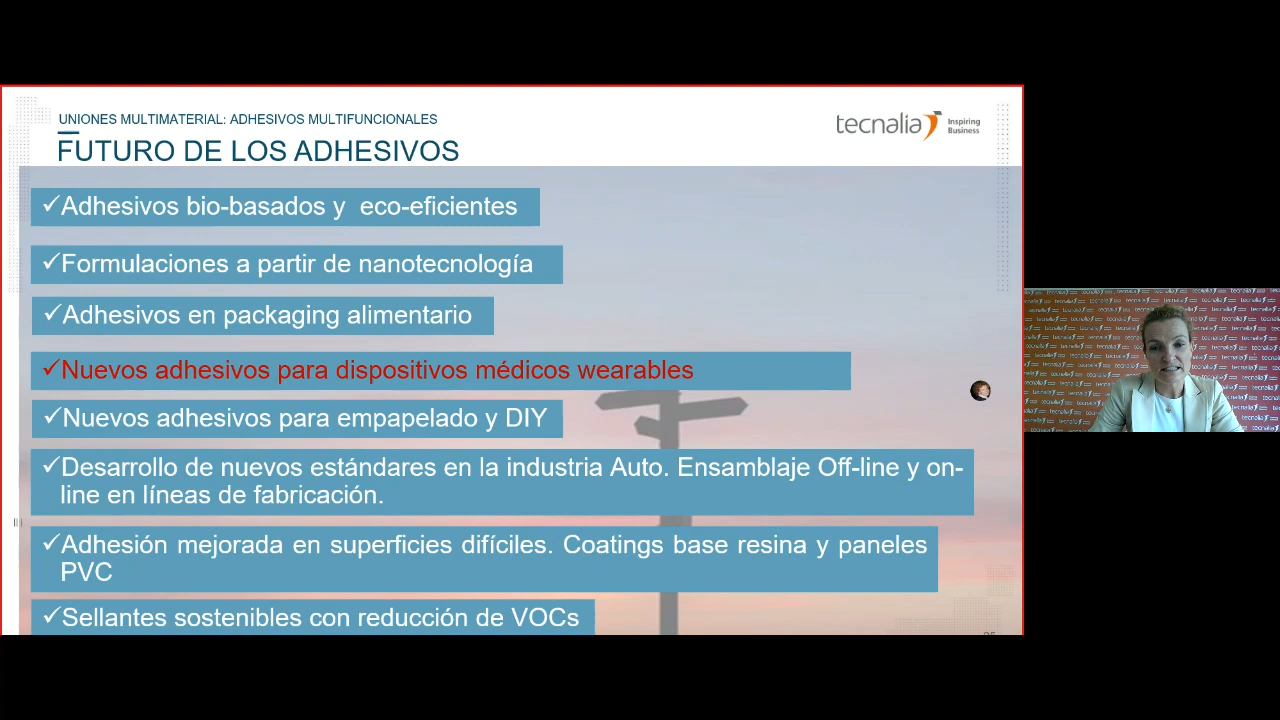 UNIONES MULTIMATERIAL: ADHESIVOS MULTIFUNCIONALES
FUTURO DE LOS ADHESIVOS
tecnalia Inspiring
Business
✓Adhesivos bio-basados y eco-eficientes
✓Formulaciones a partir de nanotecnología
✓Adhesivos en packaging alimentario
✓Nuevos adhesivos para dispositivos médicos wearables
✓Nuevos adhesivos para empapelado y DIY
✓Desarrollo de nuevos estándares en la industria Auto. Ensamblaje Off-line y on-
line en líneas de fabricación.
✓Adhesión mejorada en superficies difíciles. Coatings base resina y paneles
PVC
✓Sellantes sostenibles con reducción de VOCs